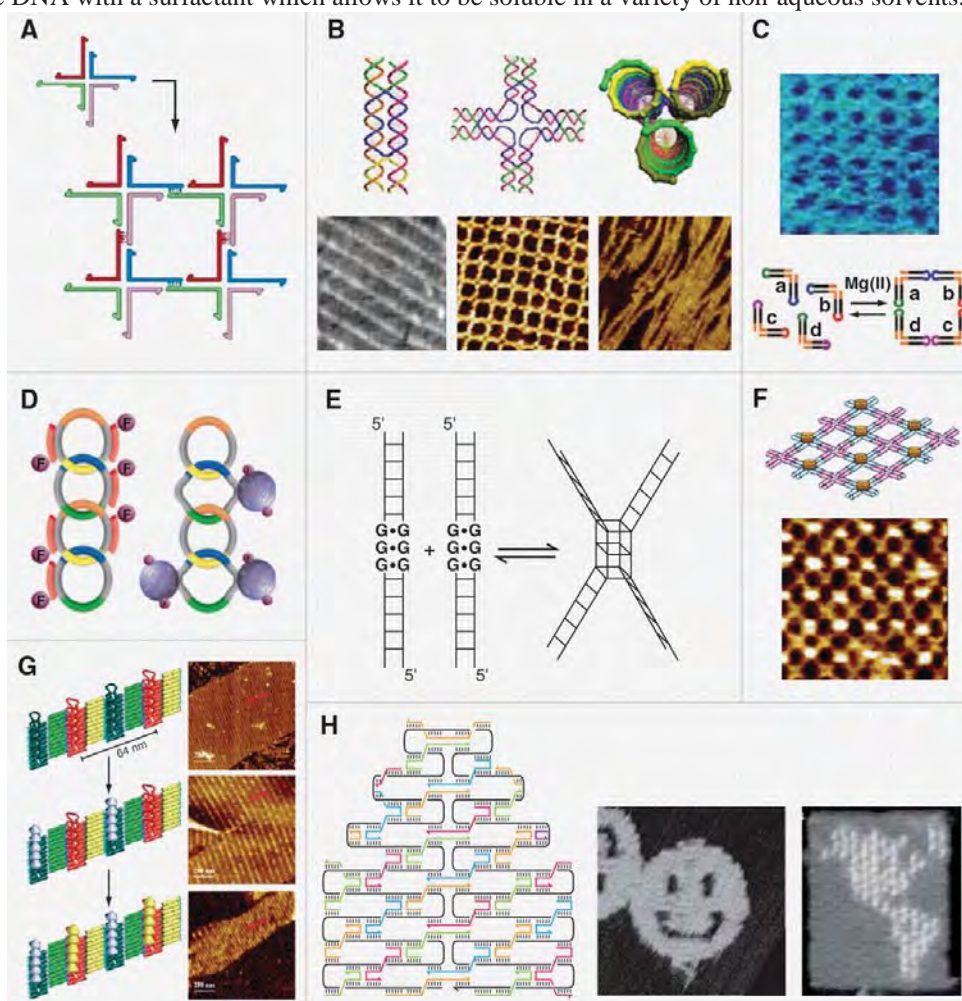 DNA with a surfactant which allows it to be soluble in a variety of non-aqueous solvents.
A
B
C
Mg(II)
a
b
c
d
a
b
d
c
D
F
F
F
F
F
E
5'
5'
G•G
G•G
G•G
+
G•G
G•G
G•G
5'
5'
F
G
64 nm
H